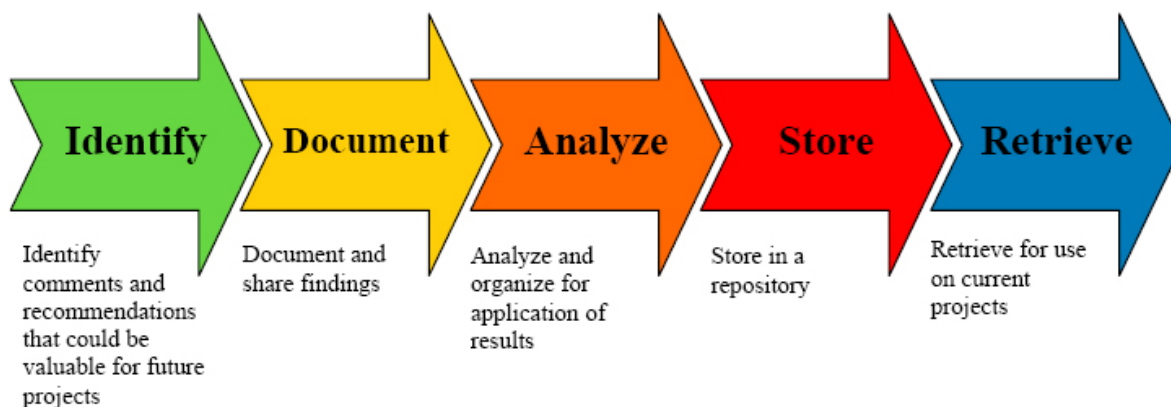 Identify
Document
Analyze
Store
Retrieve
Identify
comments and
recommendations
that could be
valuable for future
projects
Document and
share findings
Analyze and
organize for
application of
results
Store in a
repository
Retrieve for use
on current
projects